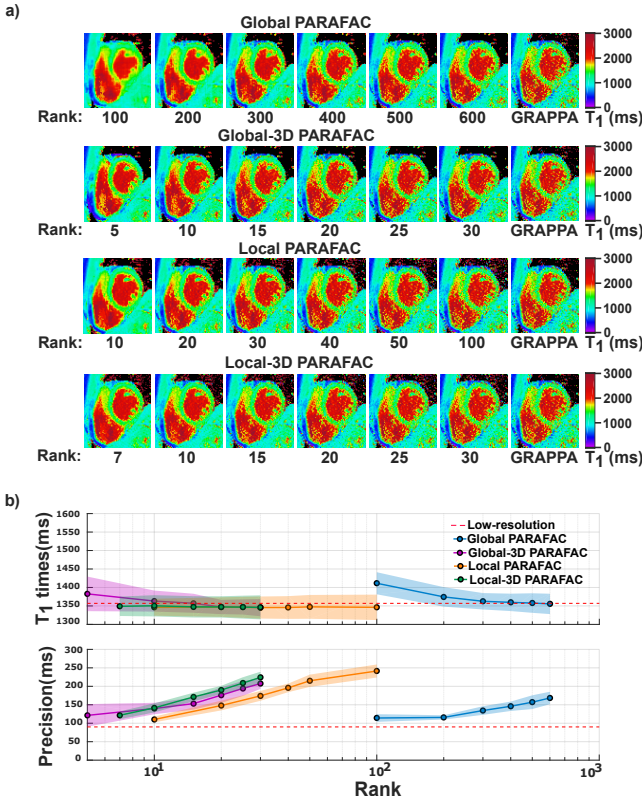 a)
Global PARAFAC
3000
2000
1000
0
Rank: 100 200 300 400 500 600 GRAPPA T1 (ms)
Global-3D PARAFAC
3000
2000
1000
0
5 10 15 20 25 30 GRAPPA T1 (ms)
Local PARAFAC
3000
2000
1000
0
10 20 30 40 50 100 GRAPPA T1 (ms)
Local-3D PARAFAC
3000
2000
1000
0
Rank: 7 10 15 20 25 30 GRAPPA T1 (ms)
b)
T1 times(ms)
1600
1550
1500
1450
1400
1350
1300
Low-resolution
Global PARAFAC
Global-3D PARAFAC
Local PARAFAC
Local-3D PARAFAC
Precision(ms)
300
250
200
150
100
50
0
10^1 10^2 10^3
Rank